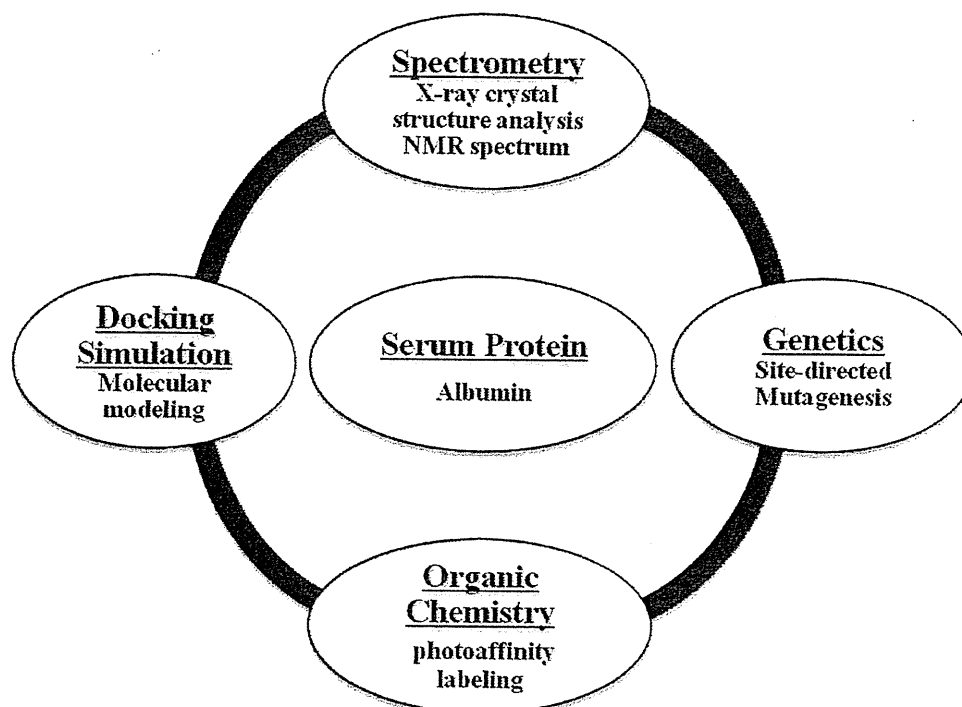 Spectrometry
X-ray crystal
structure analysis
NMR spectrum
Docking
Simulation
Molecular
modeling
Serum Protein
Albumin
Genetics
Site-directed
Mutagenesis
Organic
Chemistry
photoaffinity
labeling